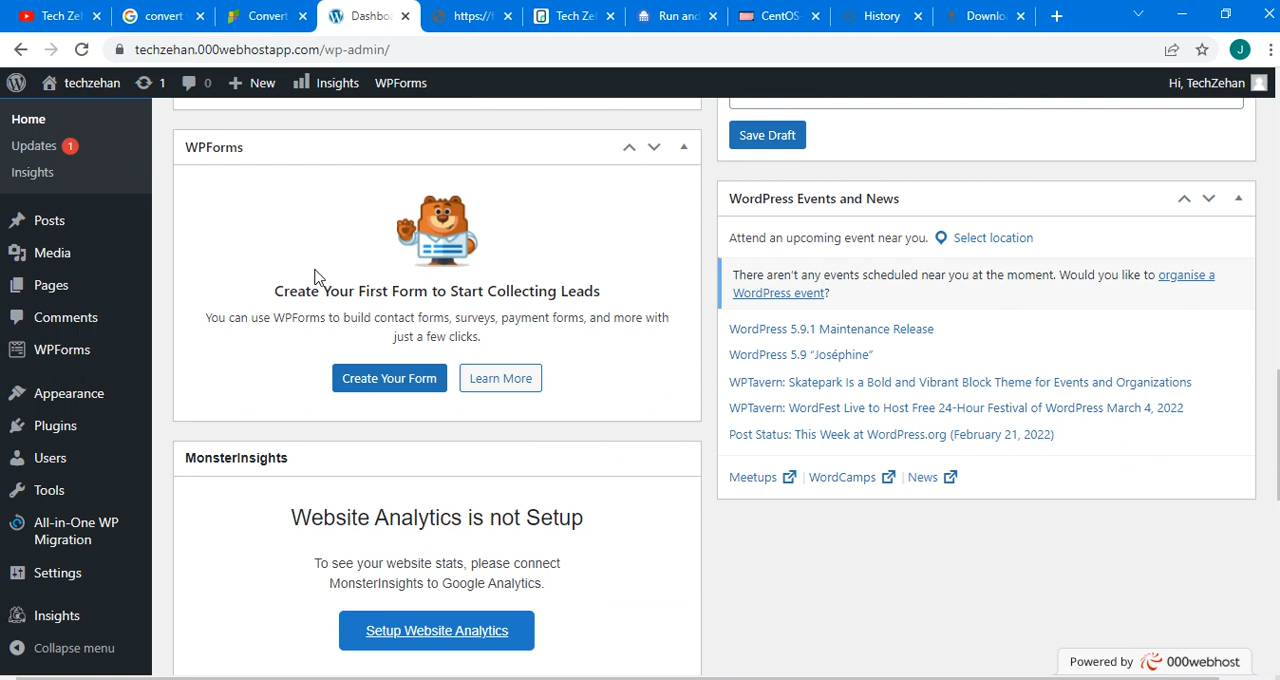 Tech Zel
convert
Convert
Dashbo
https://l
Tech Zel
Run and
CentOS
History
Downlo
techzehan.000webhostapp.com/wp-admin/
J
techzehan
1
0
New
Insights
WPForms
Hi, TechZehan
Home
Updates 1
Insights
Posts
Media
Pages
Comments
WPForms
Appearance
Plugins
Users
Tools
All-in-One WP
Migration
Settings
Insights
Collapse menu
WPForms
Create Your First Form to Start Collecting Leads
You can use WPForms to build contact forms, surveys, payment forms, and more with
just a few clicks.
Create Your Form
Learn More
MonsterInsights
Website Analytics is not Setup
To see your website stats, please connect
MonsterInsights to Google Analytics.
Setup Website Analytics
Save Draft
WordPress Events and News
Attend an upcoming event near you. Select location
There aren't any events scheduled near you at the moment. Would you like to organise a
WordPress event?
WordPress 5.9.1 Maintenance Release
WordPress 5.9 “Joséphine”
WPTavern: Skatepark Is a Bold and Vibrant Block Theme for Events and Organizations
WPTavern: WordFest Live to Host Free 24-Hour Festival of WordPress March 4, 2022
Post Status: This Week at WordPress.org (February 21, 2022)
Meetups | WordCamps | News
Powered by 000webhost